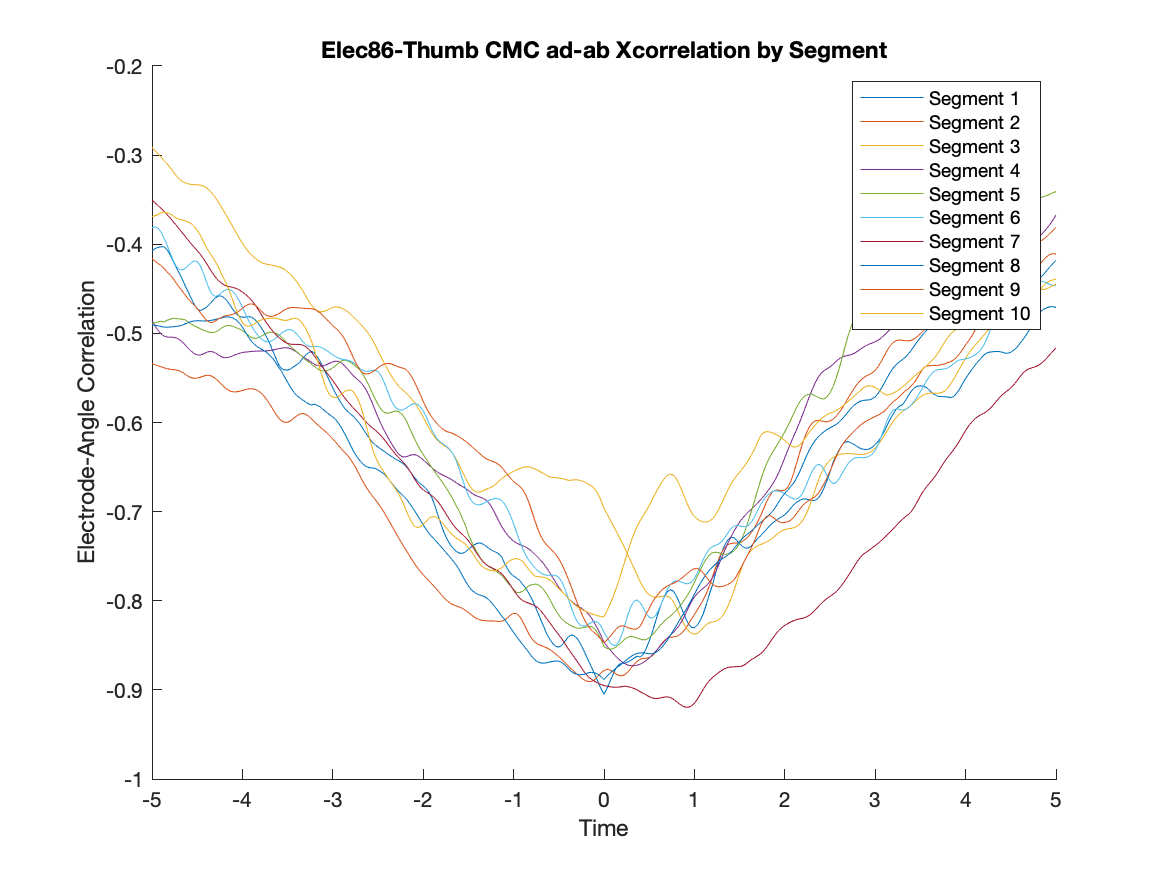 Elec86-Thumb CMC ad-ab Xcorrelation by Segment
-0.2
-0.3
-0.4
-0.5
-0.6
-0.7
-0.8
-0.9
-1
Electrode-Angle Correlation
Segment 1
Segment 2
Segment 3
Segment 4
Segment 5
Segment 6
Segment 7
Segment 8
Segment 9
Segment 10
-5 -4 -3 -2 -1 0 1 2 3 4 5
Time